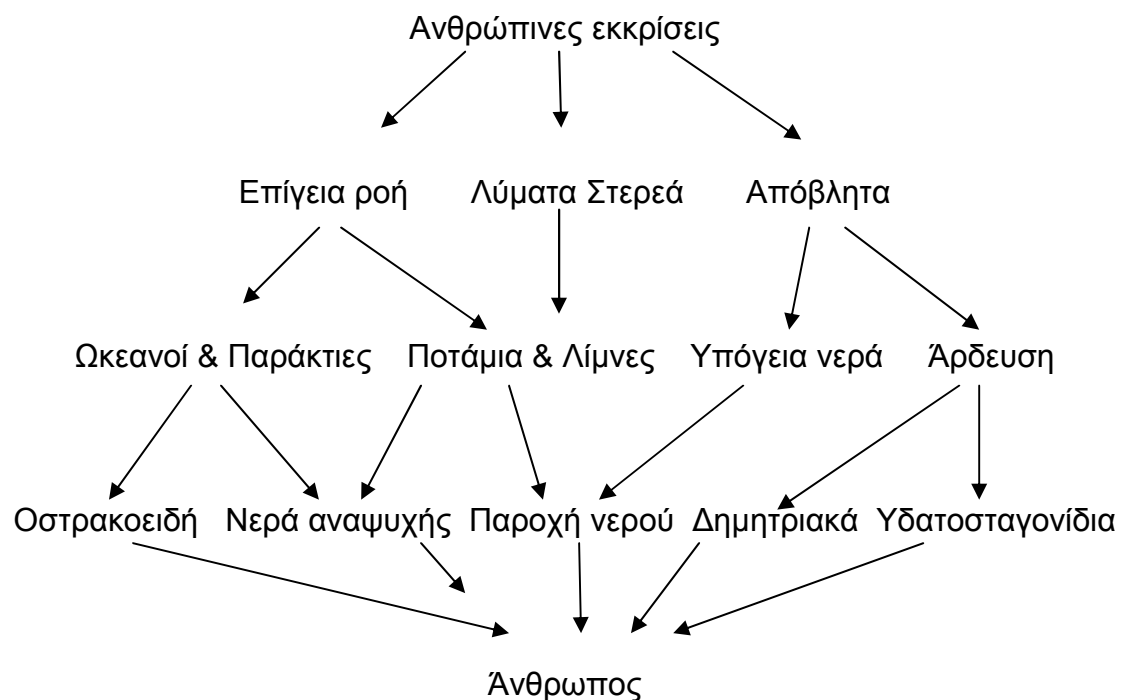 Ανθρώπινες εκκρίσεις
Επίγεια ροή Λύματα Στερεά Απόβλητα
Ωκεανοί & Παράκτιες Ποτάμια & Λίμνες Υπόγεια νερά Άρδευση
Οστρακοειδή Νερά αναψυχής Παροχή νερού Δημητριακά Υδατοσταγονίδια
Άνθρωπος